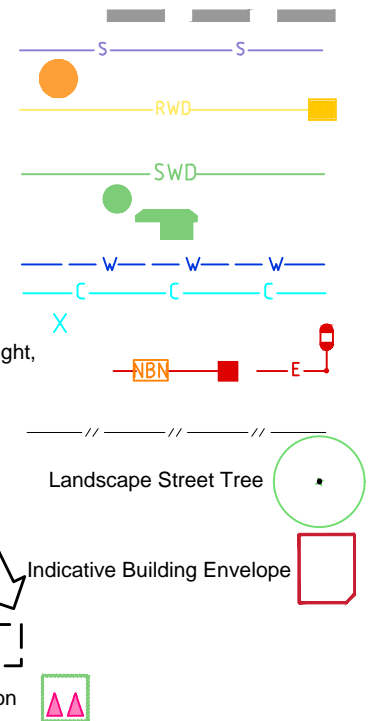 S S
RWD
SWD
W W W
C C C
X
ght,
NBN E
// // //
Landscape Street Tree
Indicative Building Envelope
on